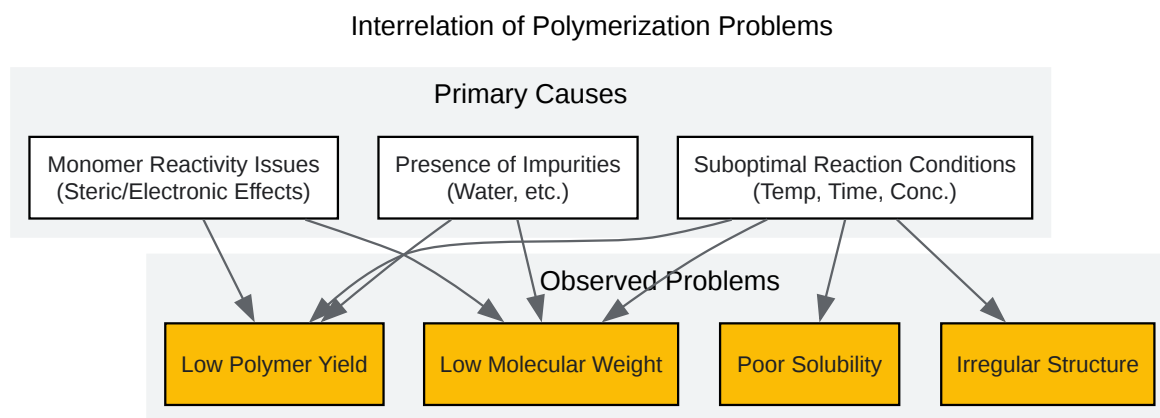 Interrelation of Polymerization Problems
Primary Causes
Monomer Reactivity Issues
(Steric/Electronic Effects)
Presence of Impurities
(Water, etc.)
Suboptimal Reaction Conditions
(Temp, Time, Conc.)
Observed Problems
Low Polymer Yield
Low Molecular Weight
Poor Solubility
Irregular Structure